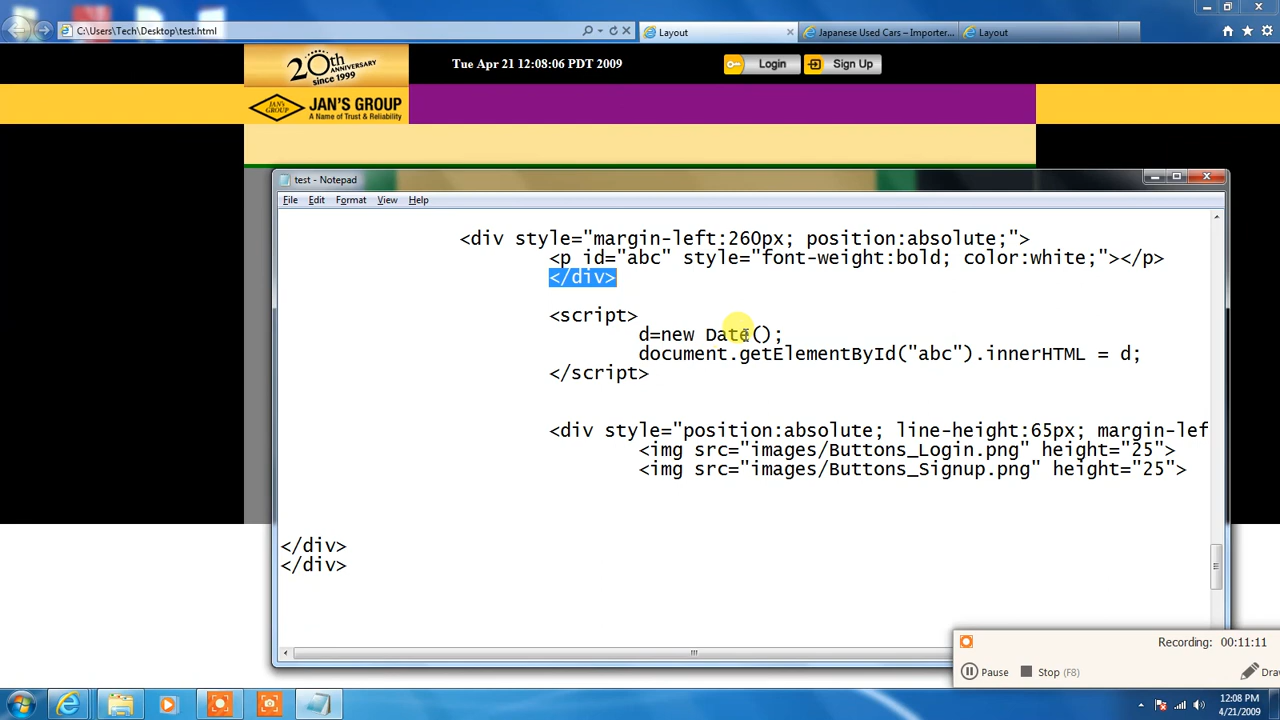 C:\Users\Tech\Desktop\test.html
Layout
Japanese Used Cars – Importer...
Layout
20th
ANNIVERSARY
since 1999
Tue Apr 21 12:08:06 PDT 2009
Login
Sign Up
JAN'S GROUP
JAN'S GROUP
A Name of Trust & Reliability
test - Notepad
File Edit Format View Help
<div style="margin-left:260px; position:absolute;">
<p id="abc" style="font-weight:bold; color:white;"></p>
</div>
<script>
d=new Date();
document.getElementById("abc").innerHTML = d;
</script>
<div style="position:absolute; line-height:65px; margin-lef
<img src="images/Buttons_Login.png" height="25">
<img src="images/Buttons_Signup.png" height="25">
</div>
</div>
Recording: 00:11:11
Pause
Stop (F8)
Dra
12:08 PM
4/21/2009